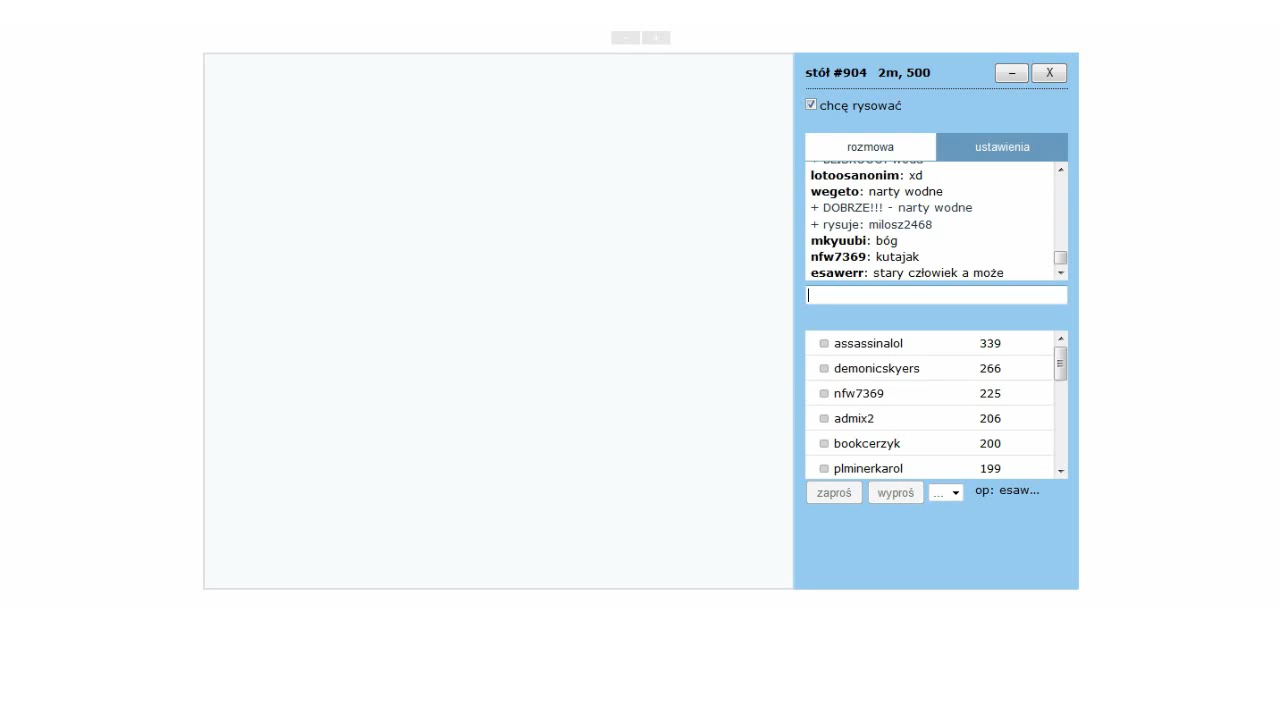 stół #904 2m, 500
–
X
chcę rysować
rozmowa
ustawienia
lotoosanonim: xd
wegeto: narty wodne
+ DOBRZE!!! - narty wodne
+ rysuje: milosz2468
mkyuubi: bóg
nfw7369: kutajak
esawerr: stary człowiek a może
assassinalol 339
demonicskyers 266
nfw7369 225
admix2 206
bookcerzyk 200
plminerkarol 199
zaproś
wyproś
...
op: esaw...